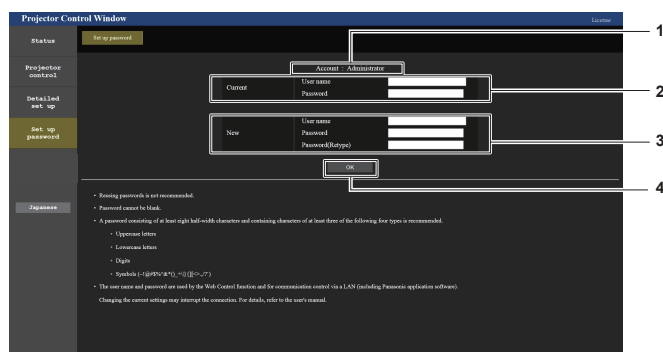 Projector Control Window
License
Status
Set up password
1
Account : Administrator
Projector control
Current
User name
Password
2
Detailed set up
Set up password
New
User name
Password
Password(Retype)
3
OK
4
• Reusing passwords is not recommended.
Japanese
• Password cannot be blank.
• A password consisting of at least eight half-width characters and containing characters of at least three of the following four types is recommended.
• Uppercase letters
• Lowercase letters
• Digits
• Symbols
• The user name and password are used by the Web Control function and for communication control via a LAN (including Panasonic application software).
Changing the current settings may interrupt the connection. For details, refer to the user's manual.